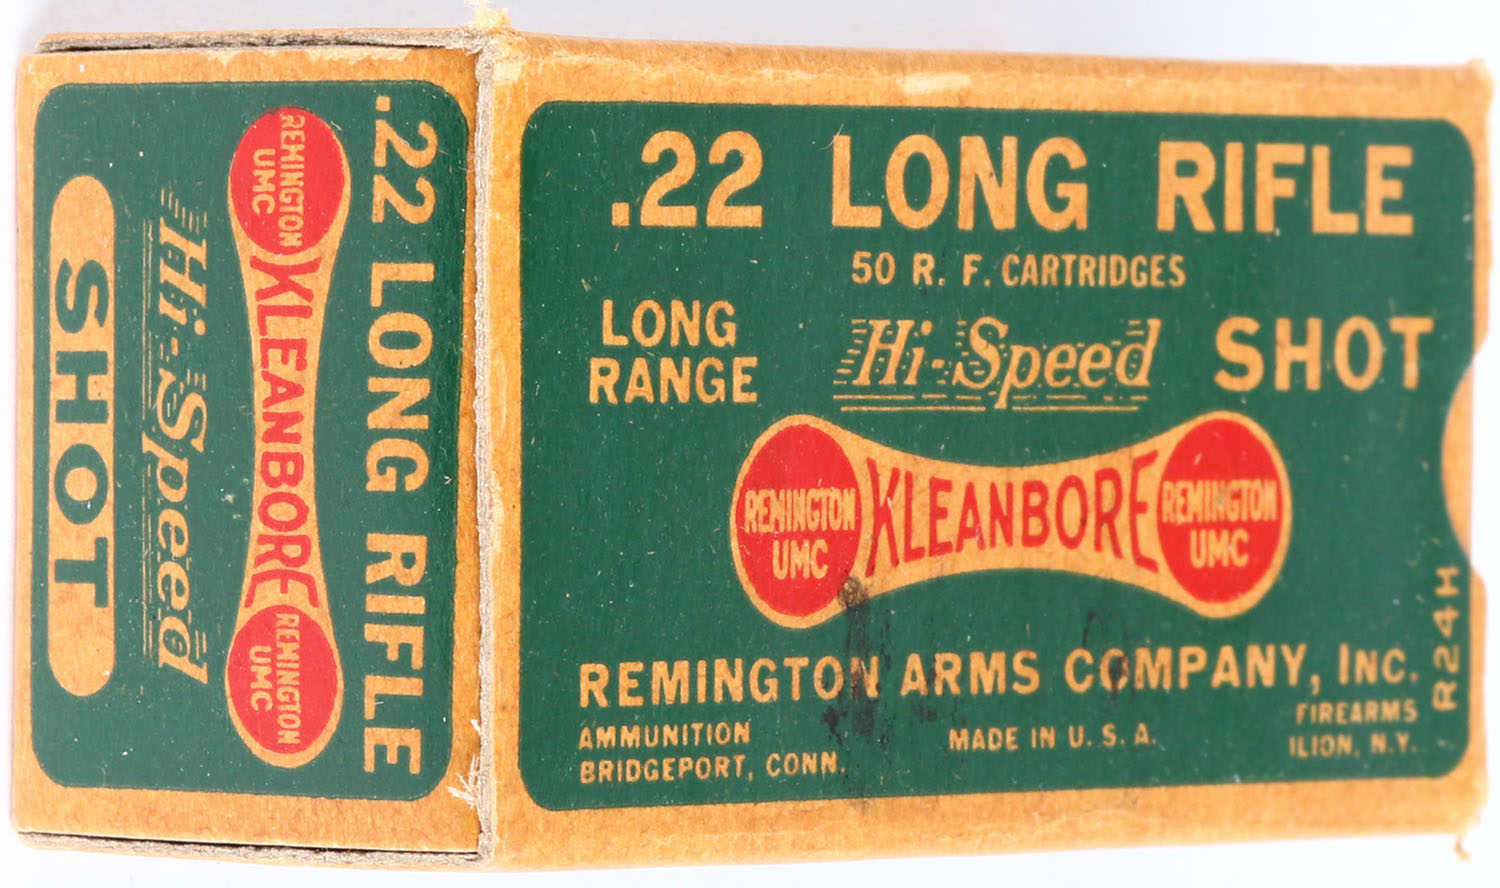 .22 LONG RIFLE
REMINGTON
UMC
KLEANBORE
REMINGTON
UMC
Hi-Speed
SHOT
.22 LONG RIFLE
50 R. F. CARTRIDGES
LONG
RANGE
Hi-Speed
SHOT
REMINGTON
UMC
KLEANBORE
REMINGTON
UMC
REMINGTON ARMS COMPANY, INC.
AMMUNITION
BRIDGEPORT, CONN.
MADE IN U. S. A.
FIREARMS
ILION, N.Y.
R24H